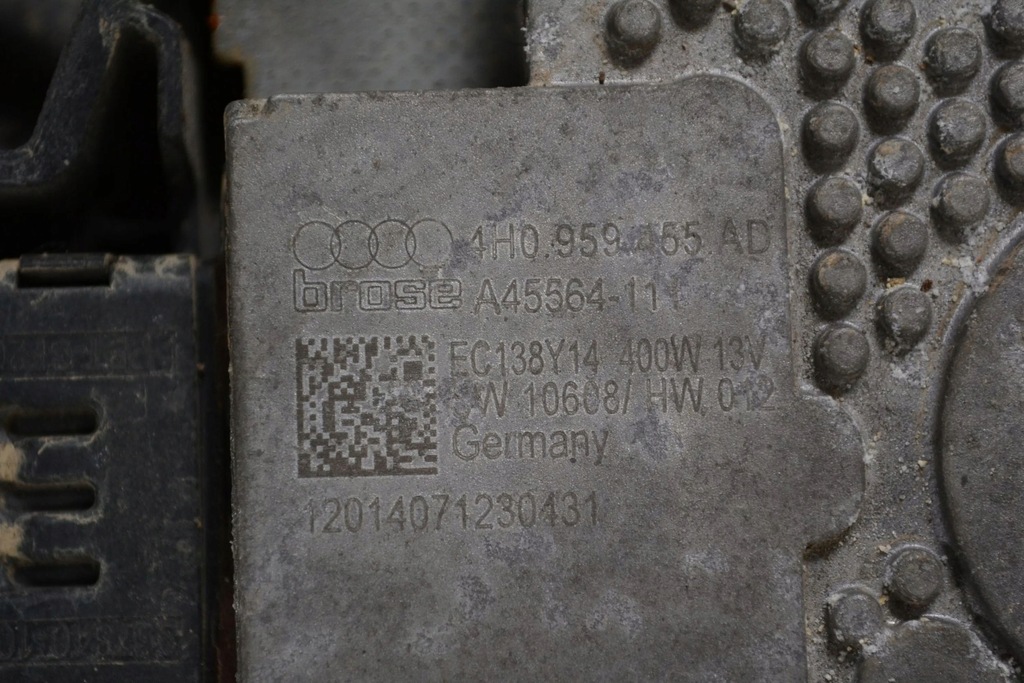 4H0.959.455 AD
brose A45564-11
EC138Y14 400W 13V
SW 10608/ HW 012
Germany
12014071230431